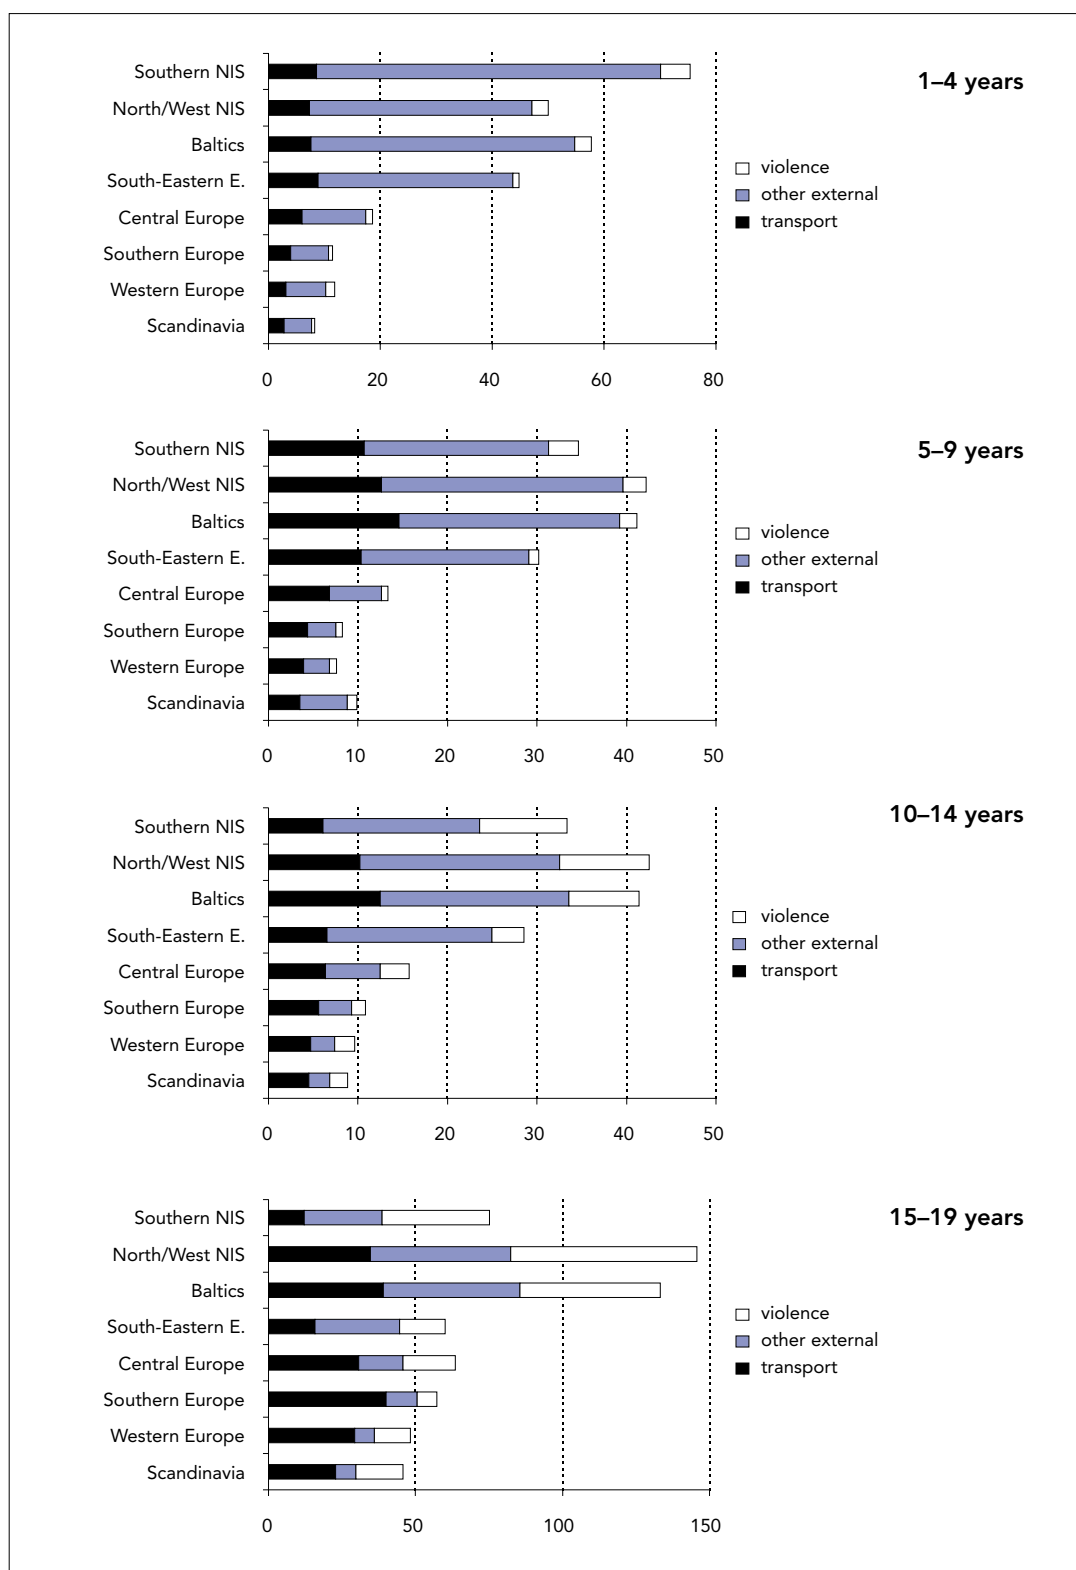 1–4 years
Southern NIS
North/West NIS
Baltics
South-Eastern E.
Central Europe
Southern Europe
Western Europe
Scandinavia
violence
other external
transport
0 20 40 60 80
5–9 years
Southern NIS
North/West NIS
Baltics
South-Eastern E.
Central Europe
Southern Europe
Western Europe
Scandinavia
violence
other external
transport
0 10 20 30 40 50
10–14 years
Southern NIS
North/West NIS
Baltics
South-Eastern E.
Central Europe
Southern Europe
Western Europe
Scandinavia
violence
other external
transport
0 10 20 30 40 50
15–19 years
Southern NIS
North/West NIS
Baltics
South-Eastern E.
Central Europe
Southern Europe
Western Europe
Scandinavia
violence
other external
transport
0 50 100 150